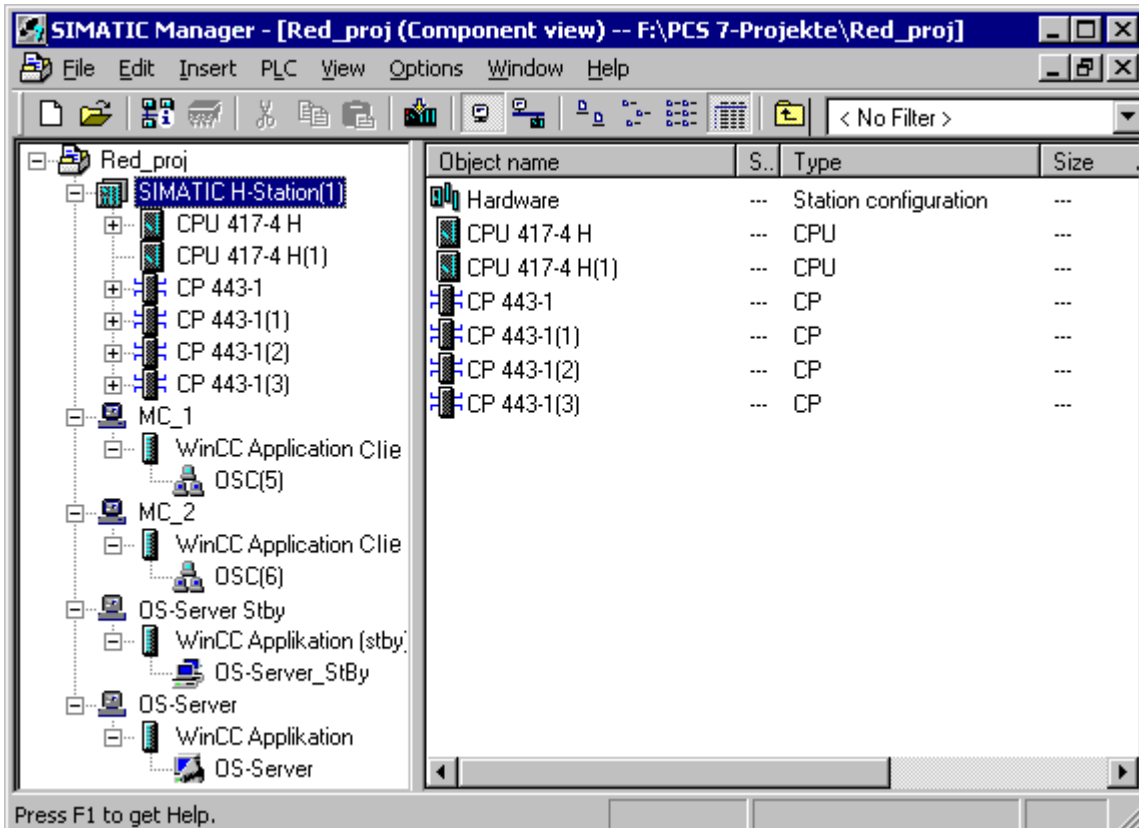 SIMATIC Manager - [Red_proj (Component view) -- F:\PCS 7-Projekte\Red_proj]
File Edit Insert PLC View Options Window Help
< No Filter >
Red_proj
SIMATIC H-Station(1)
CPU 417-4 H
CPU 417-4 H(1)
CP 443-1
CP 443-1(1)
CP 443-1(2)
CP 443-1(3)
MC_1
WinCC Application Clie
OSC(5)
MC_2
WinCC Application Clie
OSC(6)
OS-Server Stby
WinCC Applikation (stby)
OS-Server_StBy
OS-Server
WinCC Applikation
OS-Server
Object name S.. Type Size
Hardware --- Station configuration ---
CPU 417-4 H --- CPU ---
CPU 417-4 H(1) --- CPU ---
CP 443-1 --- CP ---
CP 443-1(1) --- CP ---
CP 443-1(2) --- CP ---
CP 443-1(3) --- CP ---
Press F1 to get Help.